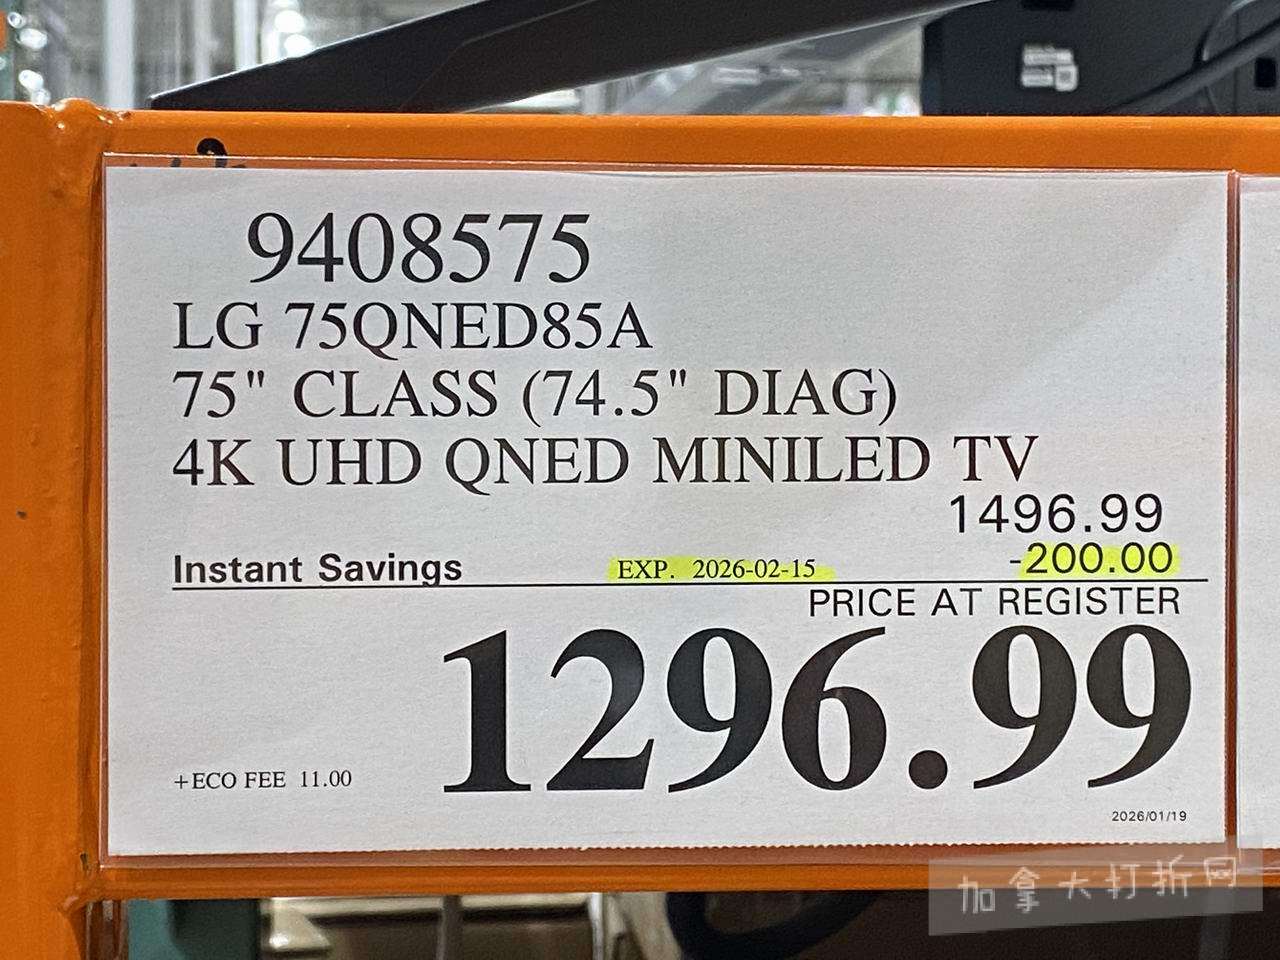 9408575
LG 75QNED85A
75" CLASS (74.5" DIAG)
4K UHD QNED MINILED TV
1496.99
Instant Savings EXP. 2026-02-15 -200.00
PRICE AT REGISTER
1296.99
+ECO FEE 11.00
2026/01/19
加拿大打折网